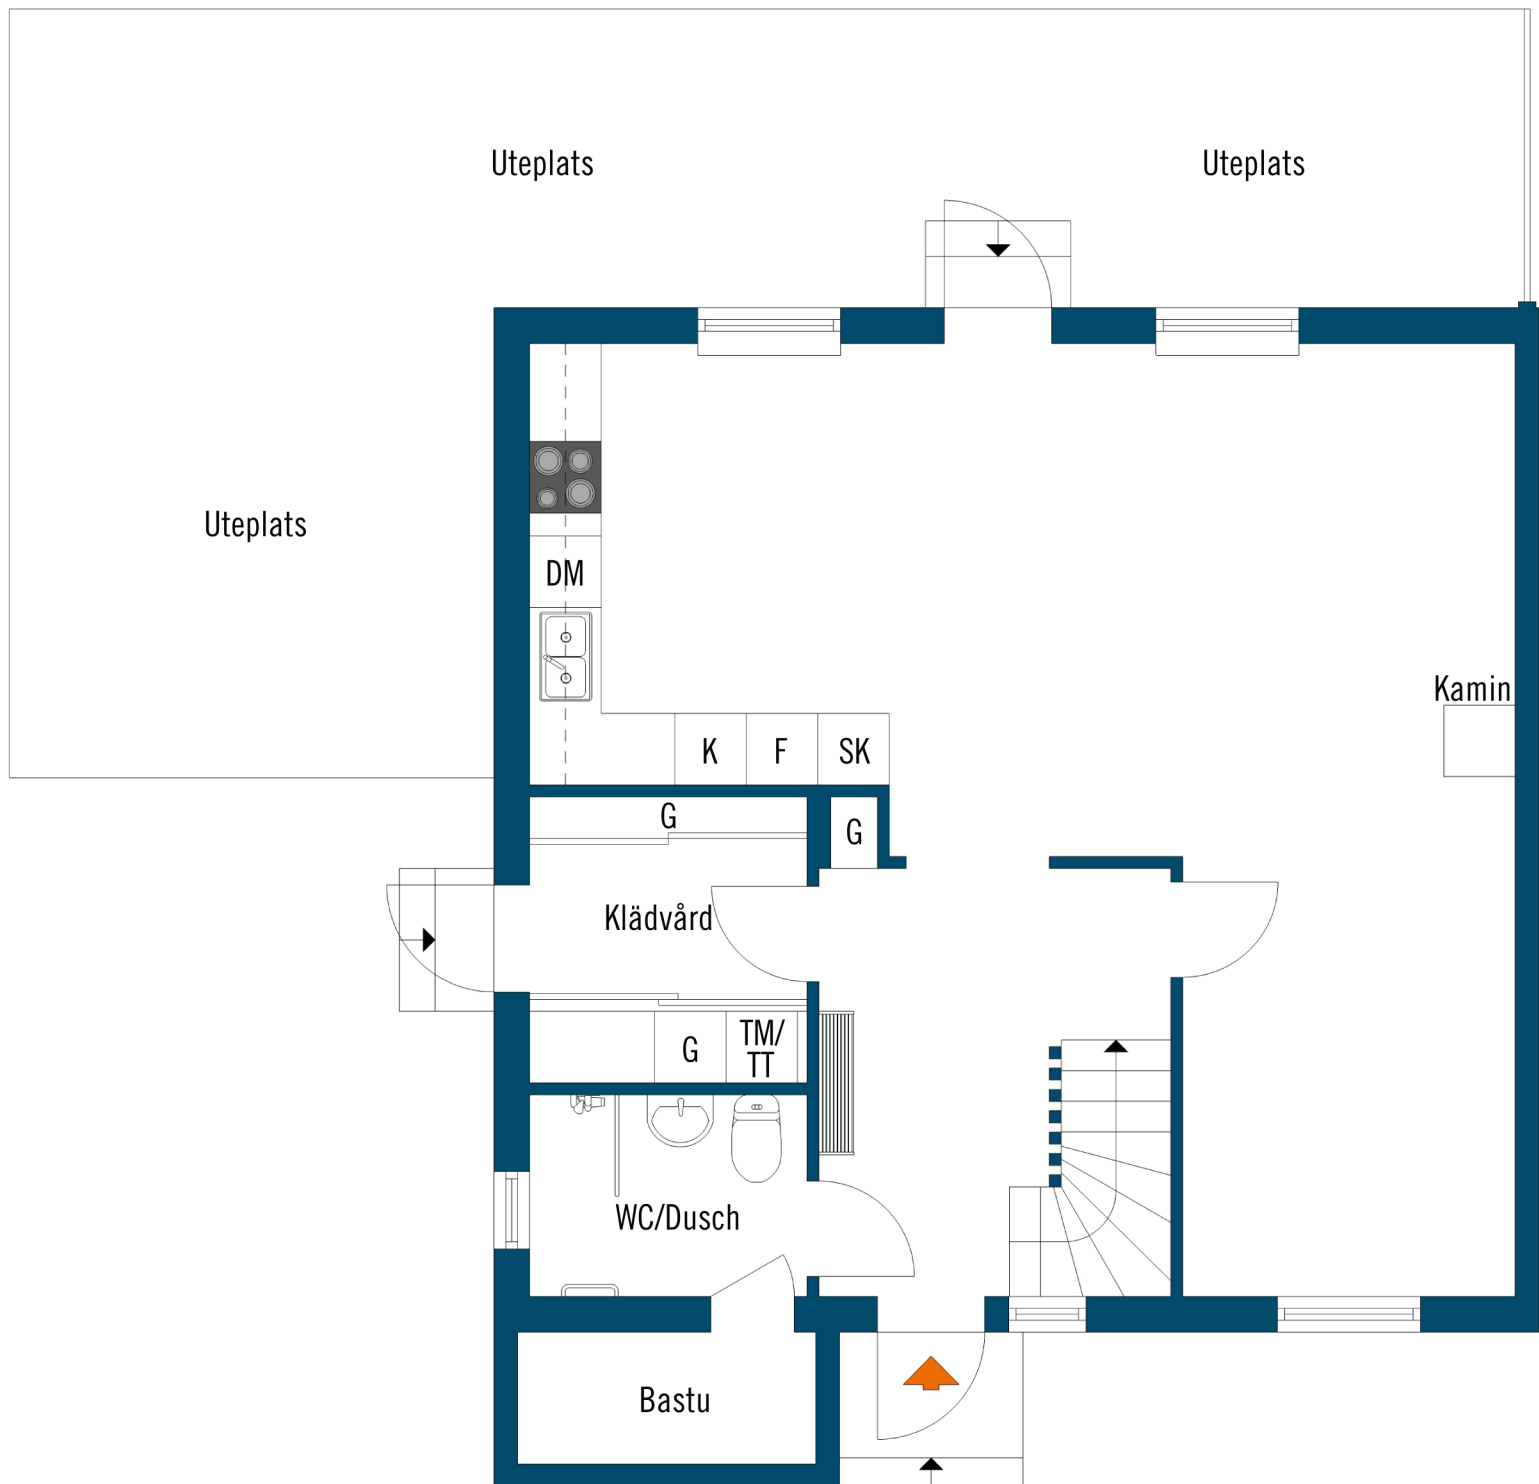 Uteplats
Uteplats
Uteplats
DM
Kamin
K
F
SK
G
G
Klädvård
G
TM/
TT
WC/Dusch
Bastu